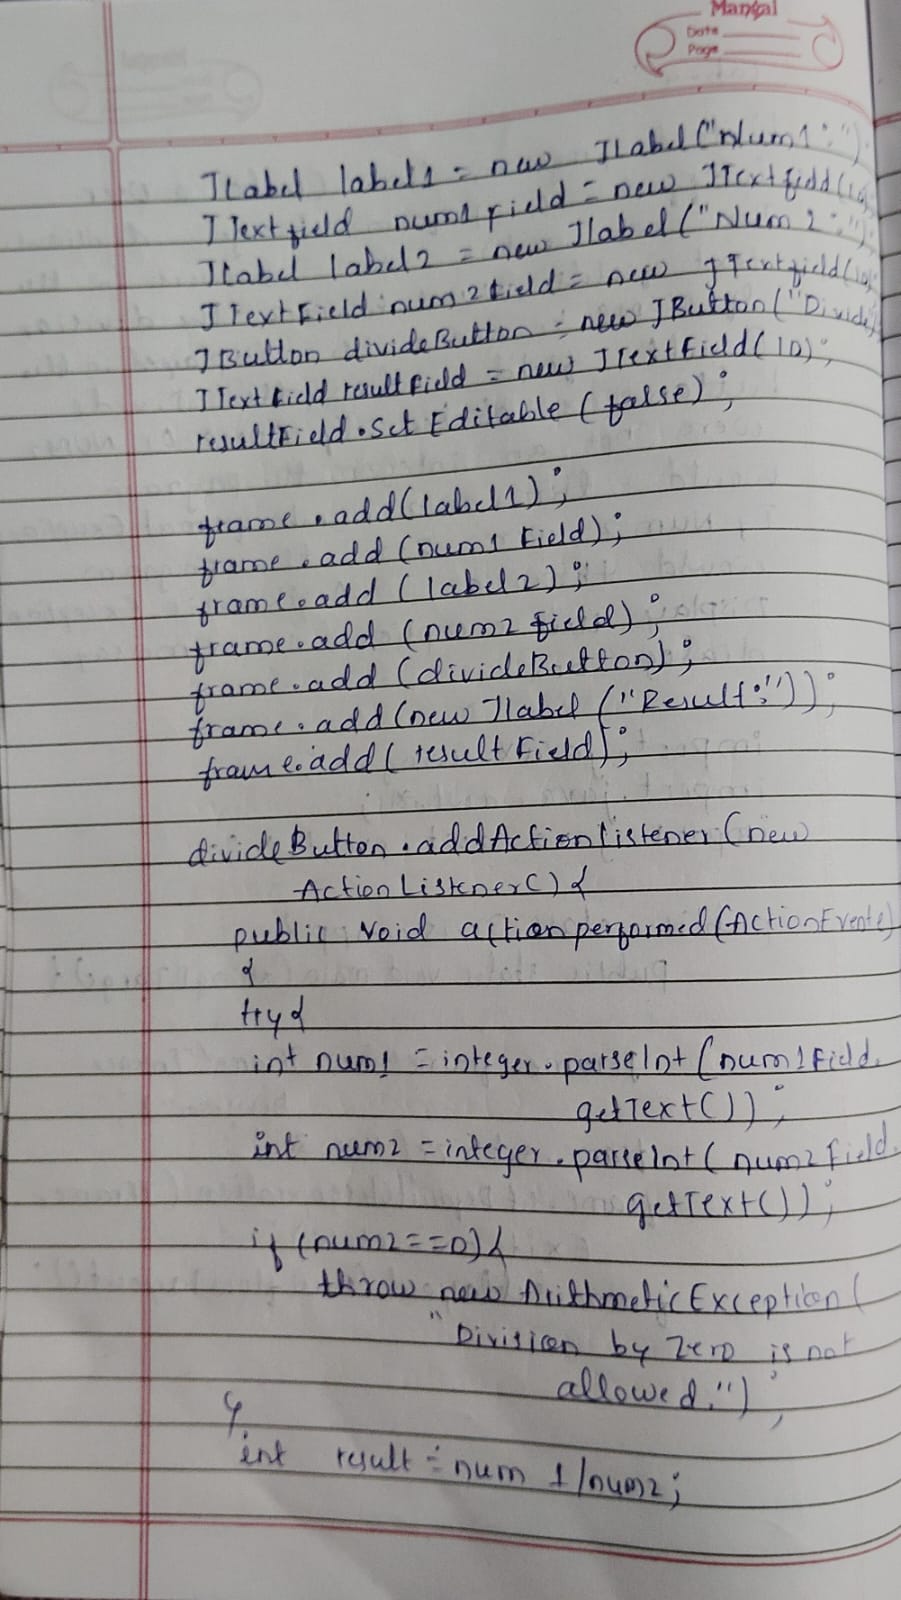 Mangal
Date
Page
JLabel label1 = new JLabel("Num1:")
JTextfield num1field = new JTextfield(10
JLabel label2 = new Jlabel("Num2:");
JTextField num2field = new JTextfield(10);
JButton divideButton = new JButton("Divide")
JTextfield resultField = new JTextField(10);
resultField.SetEditable(false);
frame.add(label1);
frame.add(num1Field);
frame.add(label2);
frame.add(num2field);
frame.add(divideButton);
frame.add(new Jlabel("Result:"));
frame.add(resultField);
divideButton.addActionlistener(new
ActionListener(){
public void actionperformed(ActionEvent e)
{
try{
int num1 = integer.parseInt(num1Field.
getText());
int num2 = integer.parseInt(num2field.
getText());
if(num2==0){
throw new ArithmeticException(
"Division by Zero is not
allowed.");
}
int result = num1/num2;